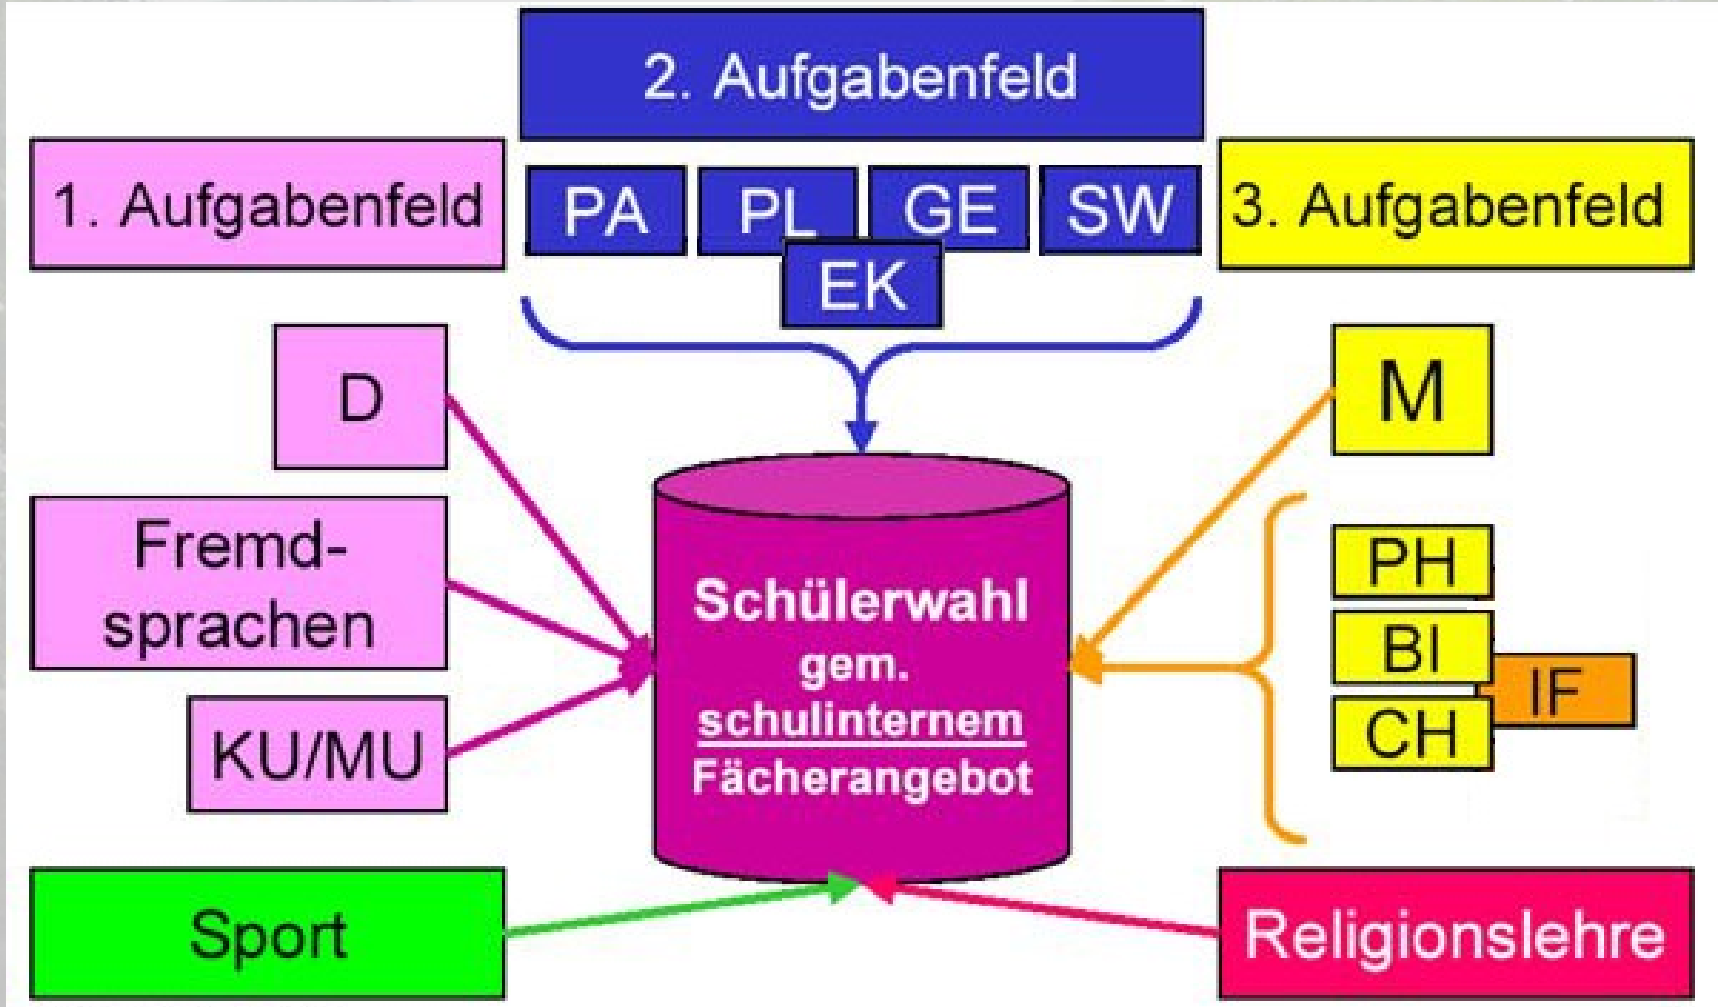 2. Aufgabenfeld
1. Aufgabenfeld
PA
PL
GE
SW
EK
3. Aufgabenfeld
D
Fremd-
sprachen
KU/MU
M
PH
BI
CH
IF
Schülerwahl
gem.
schulinternem
Fächerangebot
Sport
Religionslehre